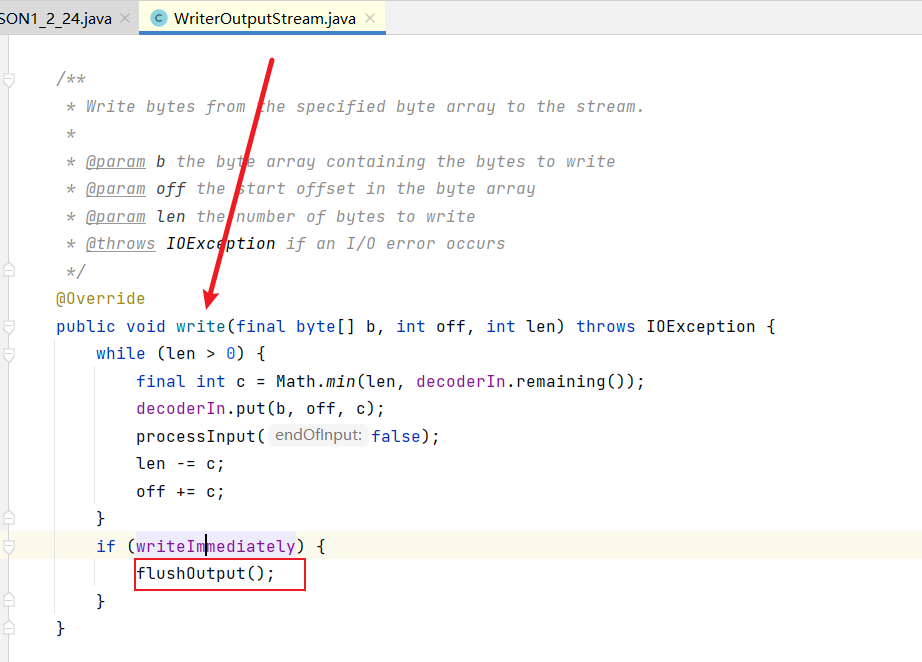 SON1_2_24.java × C WriterOutputStream.java ×
/**
* Write bytes from the specified byte array to the stream.
*
* @param b the byte array containing the bytes to write
* @param off the start offset in the byte array
* @param len the number of bytes to write
* @throws IOException if an I/O error occurs
*/
@Override
public void write(final byte[] b, int off, int len) throws IOException {
while (len > 0) {
final int c = Math.min(len, decoderIn.remaining());
decoderIn.put(b, off, c);
processInput( endOfInput: false);
len -= c;
off += c;
}
if (writeImmediately) {
flushOutput();
}
}